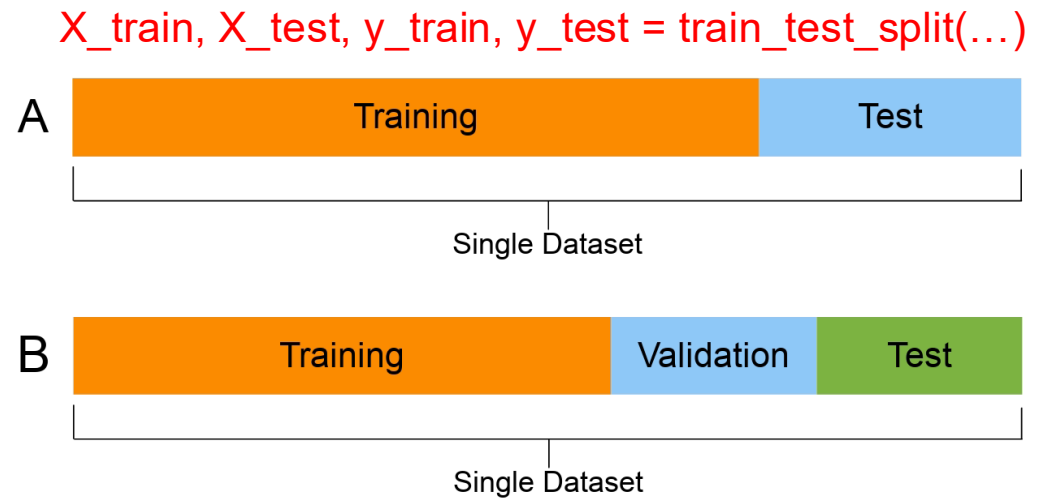 X_train, X_test, y_train, y_test = train_test_split(…)
A
Training Test
Single Dataset
B
Training Validation Test
Single Dataset